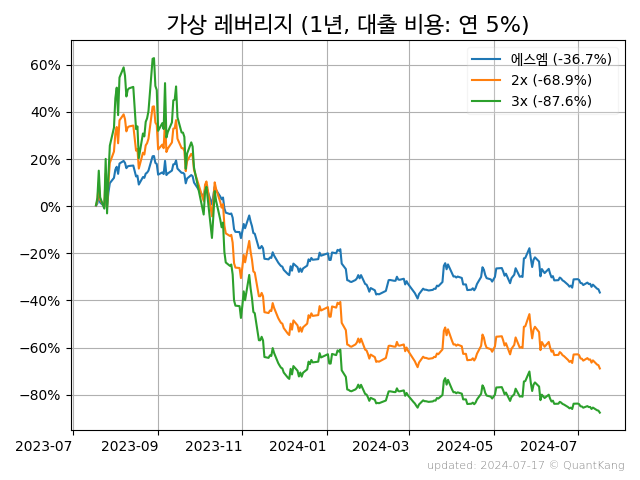 가상 레버리지 (1년, 대출 비용: 연 5%)
에스엠 (-36.7%)
2x (-68.9%)
3x (-87.6%)
60%
40%
20%
0%
−20%
−40%
−60%
−80%
2023-07 2023-09 2023-11 2024-01 2024-03 2024-05 2024-07
updated: 2024-07-17 © QuantKang